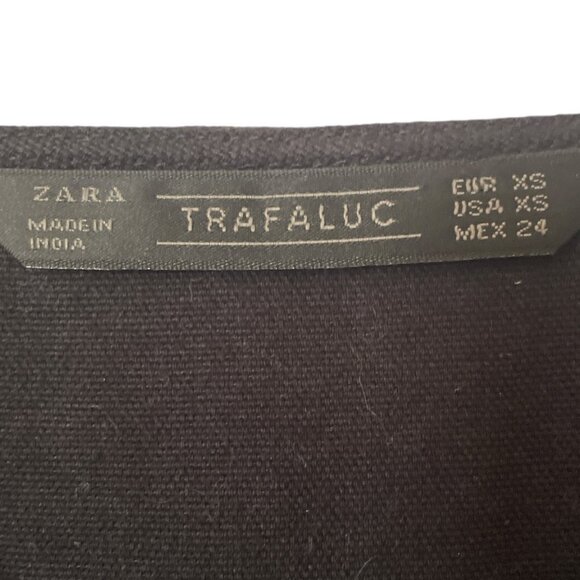 ZARA
MADE IN
INDIA
TRAFALUC
EUR XS
USA XS
MEX 24